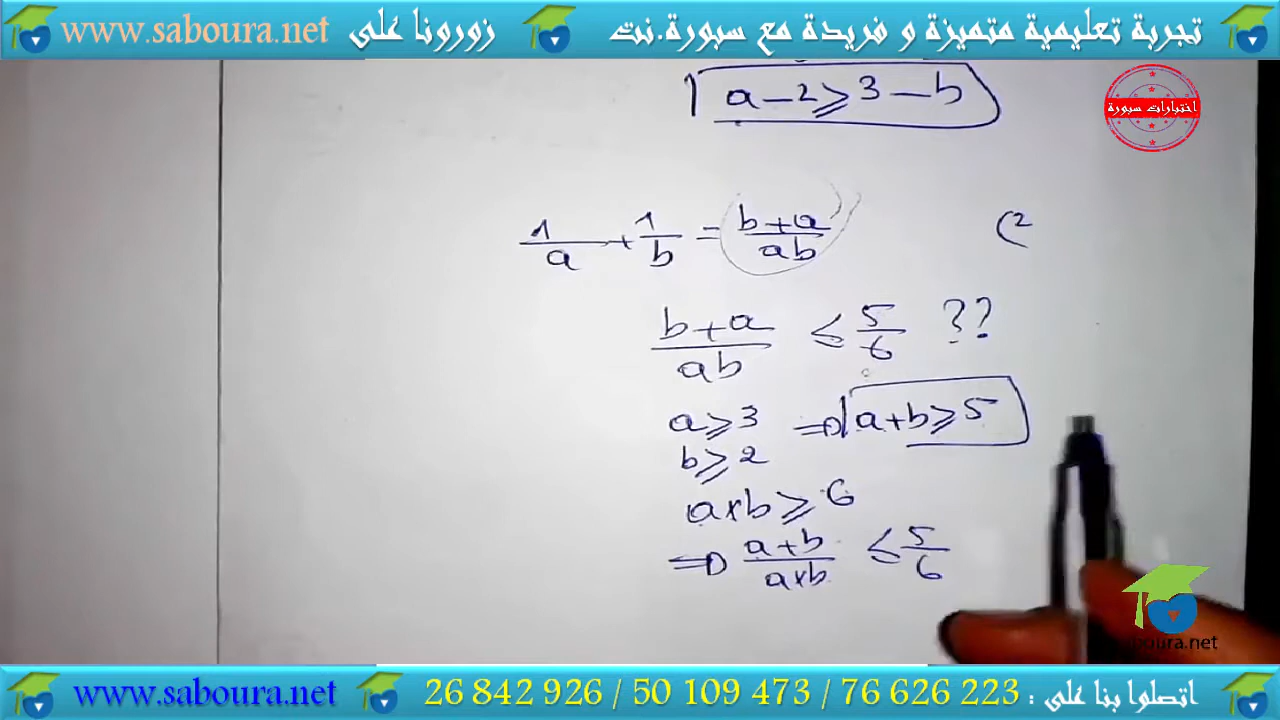 تجربة تعليمية متميزة و فريدة مع سبورة.نت زورونا على www.saboura.net
a - 2 ⩾ 3 - b
اختبارات سبورة
(2 1/a + 1/b = b+a/ab
b+a/ab ≤ 5/6 ??
a ⩾ 3 => a+b ⩾ 5
b ⩾ 2
a×b ⩾ 6
=> a+b/a×b ≤ 5/6
saboura.net
اتصلوا بنا على : 26 842 926 / 50 109 473 / 76 626 223 www.saboura.net